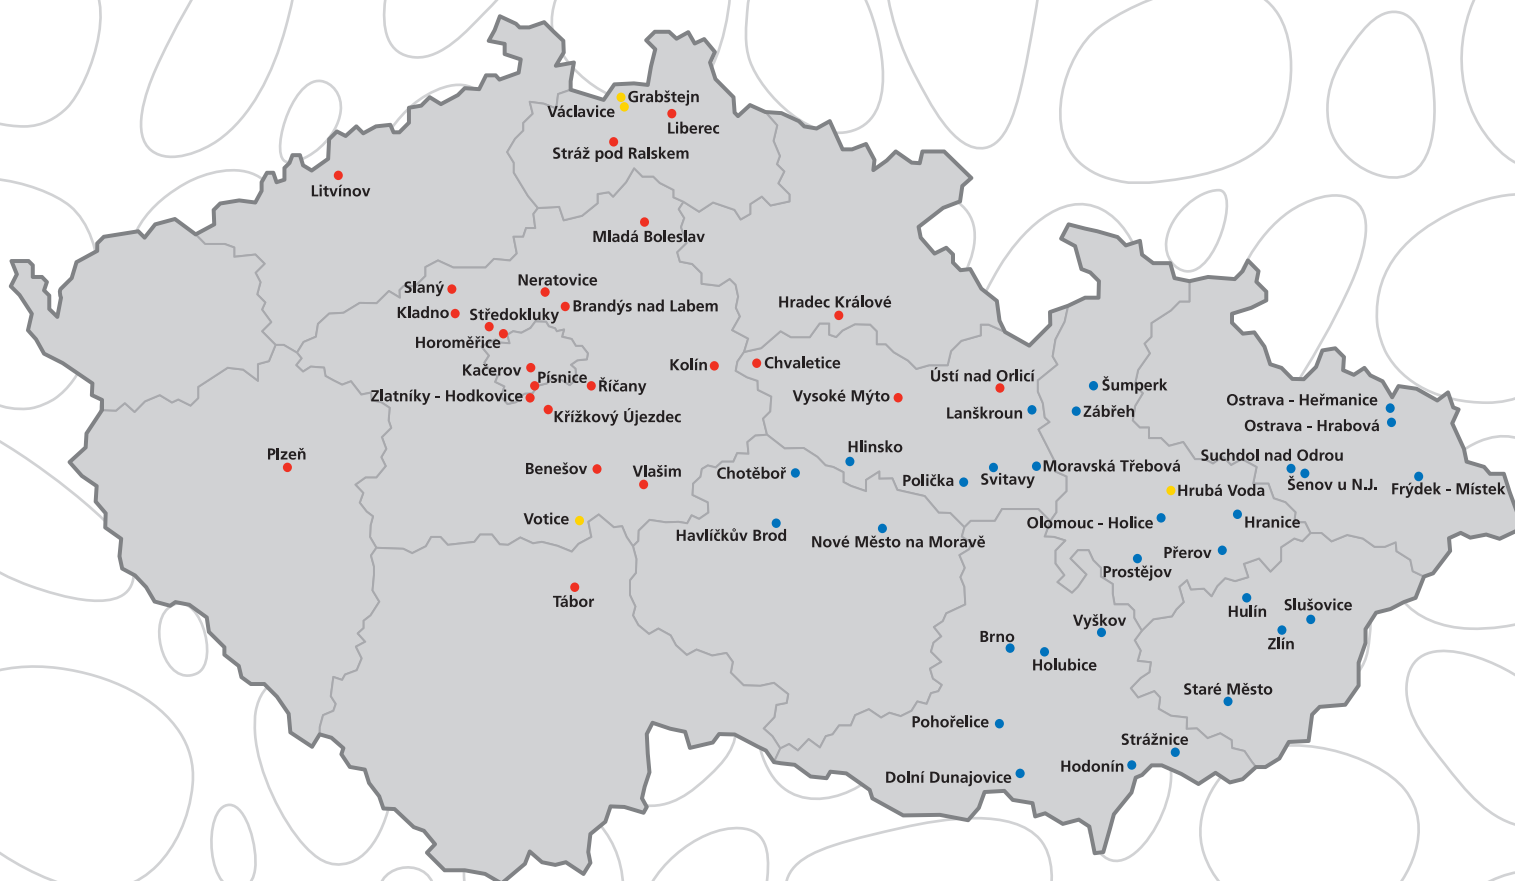 Grabštejn
Václavice
Liberec
Stráž pod Ralskem
Litvínov
Mladá Boleslav
Neratovice
Slaný
Brandýs nad Labem
Hradec Králové
Kladno
Středokluky
Horoměřice
Kolín
Chvaletice
Kačerov
Písnice
Říčany
Ústí nad Orlicí
Šumperk
Zlatníky - Hodkovice
Vysoké Mýto
Ostrava - Heřmanice
Lanškroun
Zábřeh
Křížkový Újezdec
Ostrava - Hrabová
Hlinsko
Plzeň
Suchdol nad Odrou
Benešov
Vlašim
Chotěboř
Moravská Třebová
Polička
Svitavy
Šenov u N.J.
Frýdek - Místek
Hrubá Voda
Votice
Olomouc - Holice
Hranice
Havlíčkův Brod
Nové Město na Moravě
Přerov
Prostějov
Tábor
Hulín
Slušovice
Vyškov
Brno
Zlín
Holubice
Staré Město
Pohořelice
Strážnice
Hodonín
Dolní Dunajovice